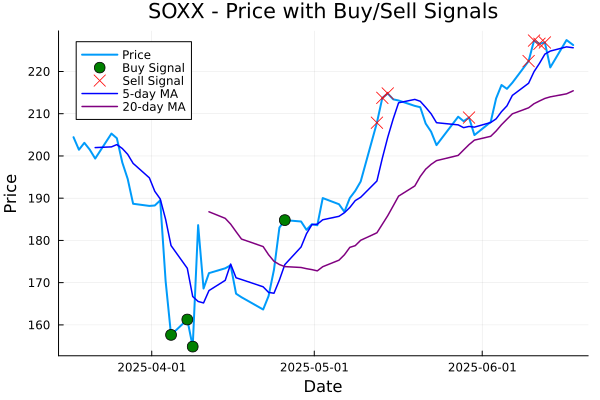 SOXX - Price with Buy/Sell Signals
Price
Buy Signal
Sell Signal
5-day MA
20-day MA
220
210
200
190
180
170
160
Price
2025-04-01
2025-05-01
2025-06-01
Date